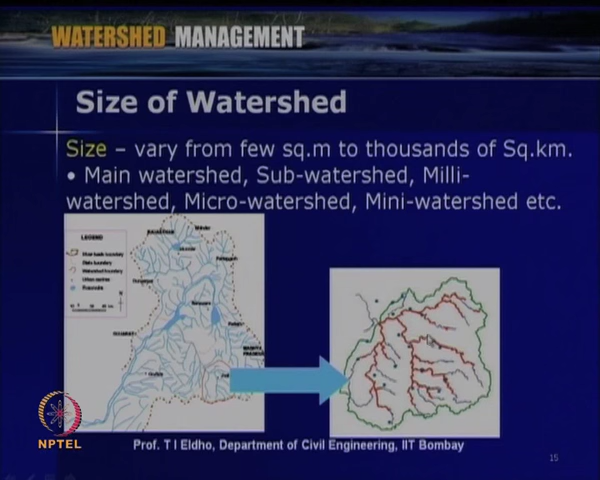 WATERSHED MANAGEMENT
Size of Watershed
Size – vary from few sq.m to thousands of Sq.km.
• Main watershed, Sub-watershed, Milli-
watershed, Micro-watershed, Mini-watershed etc.
LEGEND
NPTEL
Prof. T I Eldho, Department of Civil Engineering, IIT Bombay
15